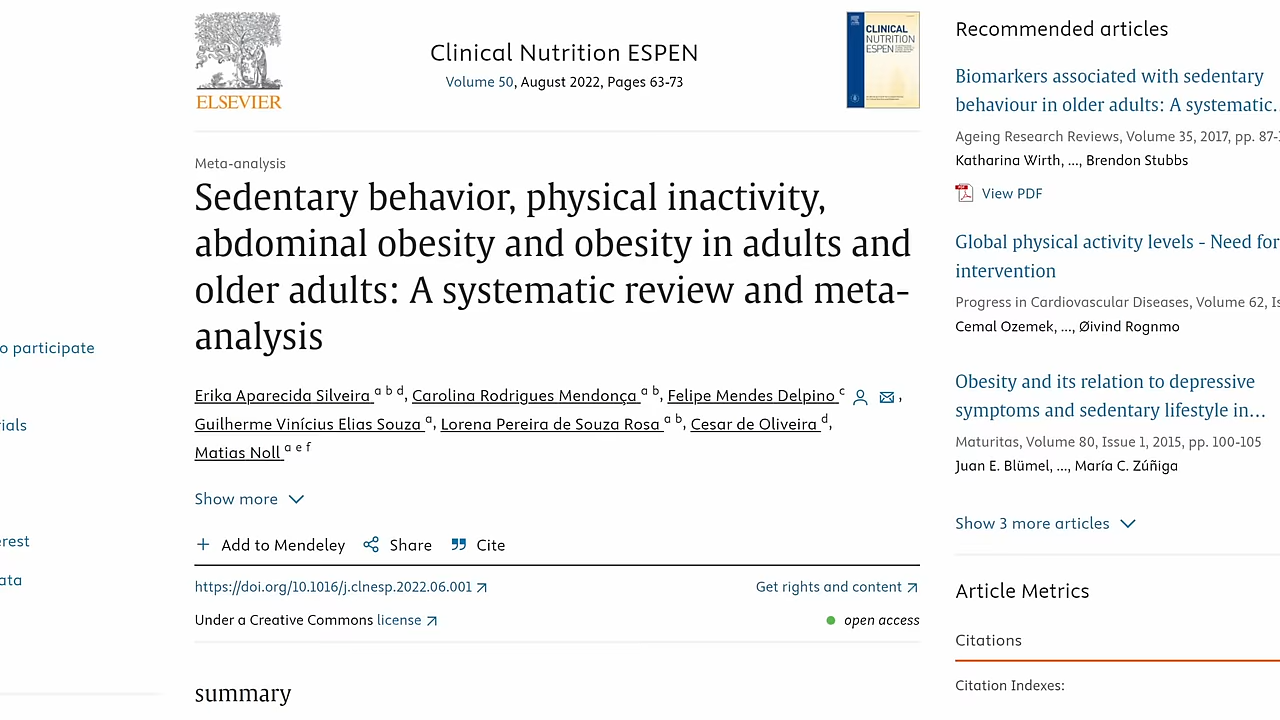 ELSEVIER
Clinical Nutrition ESPEN
Volume 50, August 2022, Pages 63-73
CLINICAL
NUTRITION
ESPEN
Meta-analysis
Sedentary behavior, physical inactivity,
abdominal obesity and obesity in adults and
older adults: A systematic review and meta-
analysis
Erika Aparecida Silveira a b d, Carolina Rodrigues Mendonça a b, Felipe Mendes Delpino c ,
Guilherme Vinícius Elias Souza a, Lorena Pereira de Souza Rosa a b, Cesar de Oliveira d,
Matias Noll a e f
Show more
Add to Mendeley Share Cite
https://doi.org/10.1016/j.clnesp.2022.06.001
Get rights and content
Under a Creative Commons license
open access
summary
o participate
ials
erest
ata
Recommended articles
Biomarkers associated with sedentary
behaviour in older adults: A systematic…
Ageing Research Reviews, Volume 35, 2017, pp. 87-
Katharina Wirth, …, Brendon Stubbs
View PDF
Global physical activity levels - Need for
intervention
Progress in Cardiovascular Diseases, Volume 62, Is
Cemal Ozemek, …, Øivind Rognmo
Obesity and its relation to depressive
symptoms and sedentary lifestyle in…
Maturitas, Volume 80, Issue 1, 2015, pp. 100-105
Juan E. Blümel, …, María C. Zúñiga
Show 3 more articles
Article Metrics
Citations
Citation Indexes: